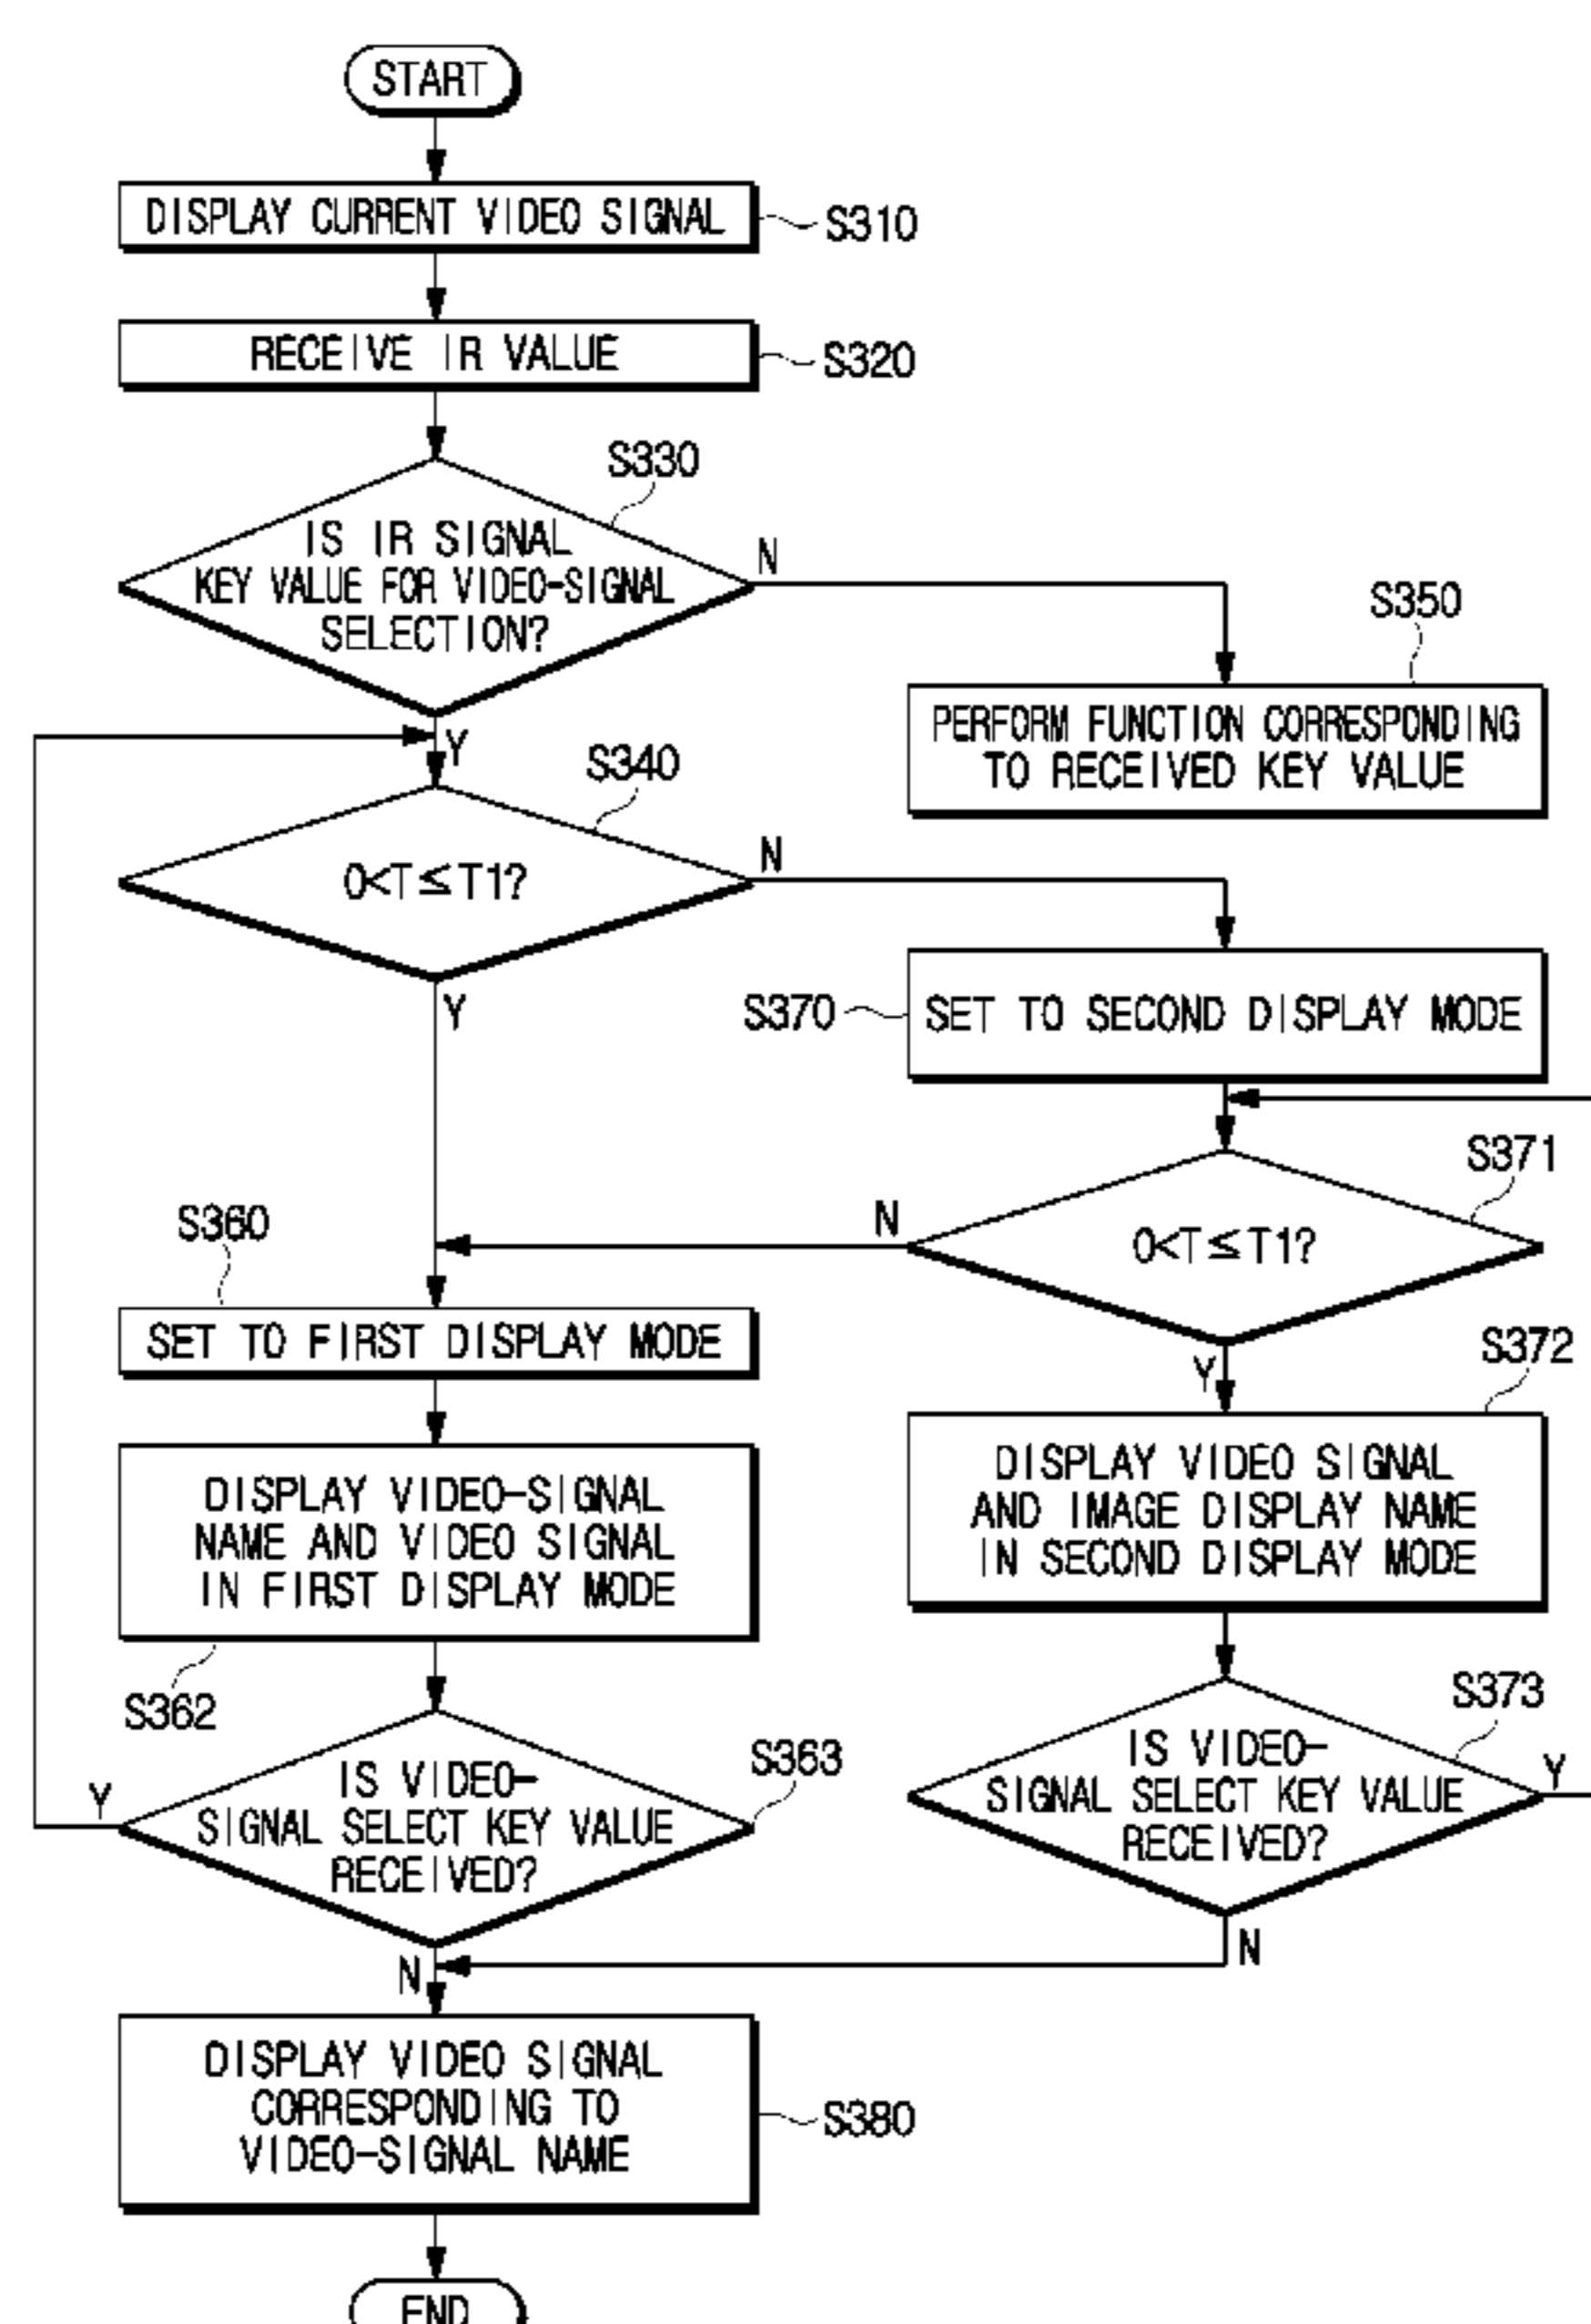 START
DISPLAY CURRENT VIDEO SIGNAL
S310
RECEIVE IR VALUE
S320
S330
IS IR SIGNAL
KEY VALUE FOR VIDEO-SIGNAL
SELECTION?
N
Y
S350
PERFORM FUNCTION CORRESPONDING
TO RECEIVED KEY VALUE
S340
0<T≤T1?
N
Y
S370
SET TO SECOND DISPLAY MODE
S371
0<T≤T1?
N
Y
S360
SET TO FIRST DISPLAY MODE
S372
DISPLAY VIDEO SIGNAL
AND IMAGE DISPLAY NAME
IN SECOND DISPLAY MODE
DISPLAY VIDEO-SIGNAL
NAME AND VIDEO SIGNAL
IN FIRST DISPLAY MODE
S362
S373
IS VIDEO-
SIGNAL SELECT KEY VALUE
RECEIVED?
Y
N
S363
IS VIDEO-
SIGNAL SELECT KEY VALUE
RECEIVED?
Y
N
DISPLAY VIDEO SIGNAL
CORRESPONDING TO
VIDEO-SIGNAL NAME
S380
END